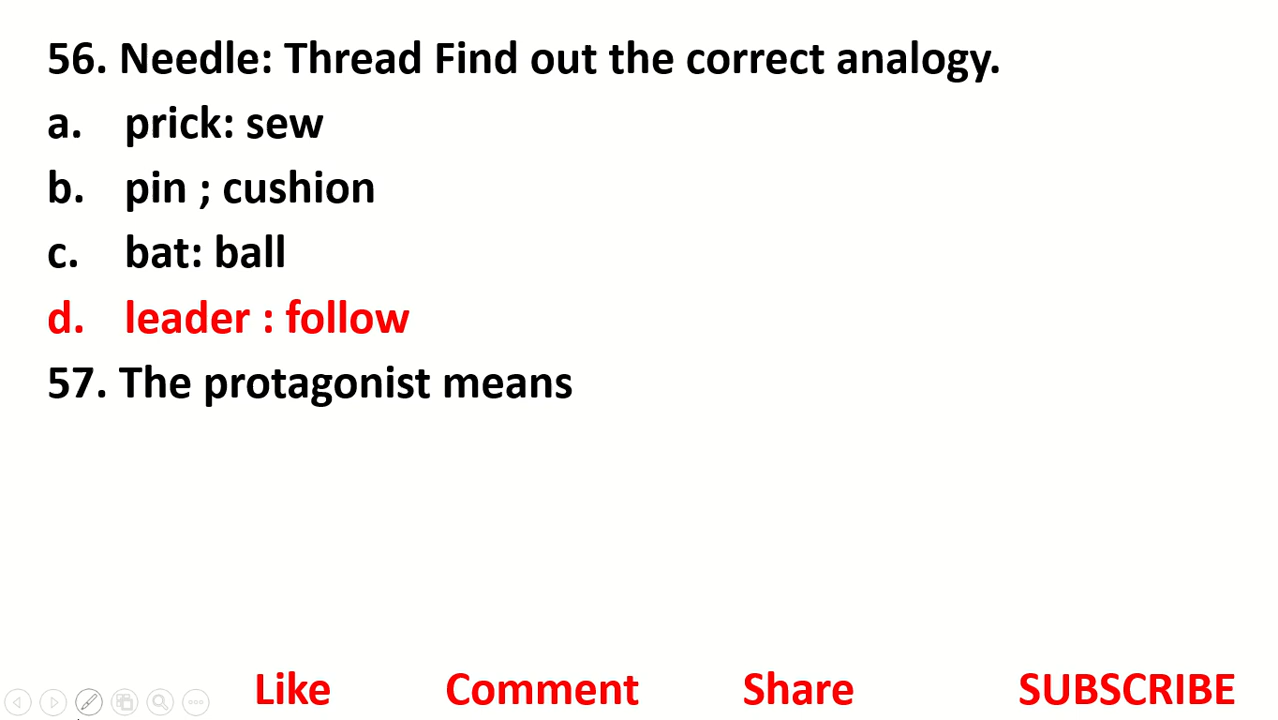 56. Needle: Thread Find out the correct analogy.
a. prick: sew
b. pin ; cushion
c. bat: ball
d. leader : follow
57. The protagonist means
Like Comment Share SUBSCRIBE